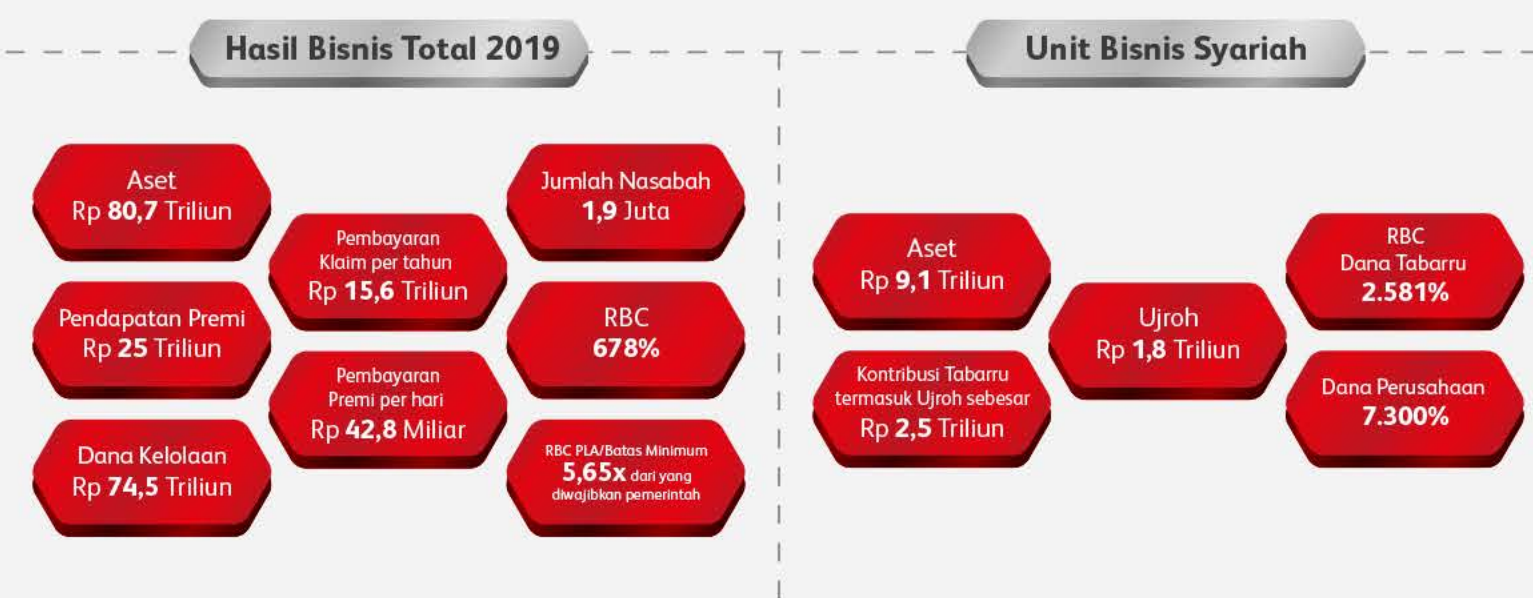 Hasil Bisnis Total 2019
Aset
Rp 80,7 Triliun
Pendapatan Premi
Rp 25 Triliun
Dana Kelolaan
Rp 74,5 Triliun
Pembayaran
Klaim per tahun
Rp 15,6 Triliun
Pembayaran
Premi per hari
Rp 42,8 Miliar
Jumlah Nasabah
1,9 Juta
RBC
678%
RBC PLA/Batas Minimum
5,65x dari yang
diwajibkan pemerintah
Unit Bisnis Syariah
Aset
Rp 9,1 Triliun
Kontribusi Tabarru
termasuk Ujroh sebesar
Rp 2,5 Triliun
Ujroh
Rp 1,8 Triliun
RBC
Dana Tabarru
2.581%
Dana Perusahaan
7.300%